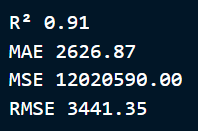 R² 0.91
MAE 2626.87
MSE 12020590.00
RMSE 3441.35